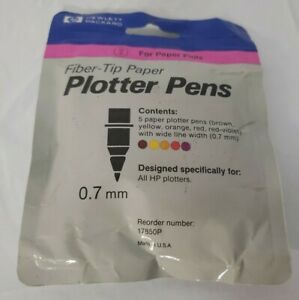 HEWLETT
PACKARD
For Paper Pens
Fiber-Tip Paper
Plotter Pens
Contents:
5 paper plotter pens (brown,
yellow, orange, red, red-violet)
with wide line width (0.7 mm)
Designed specifically for:
All HP plotters.
0.7 mm
Reorder number:
17850P
Made in U.S.A